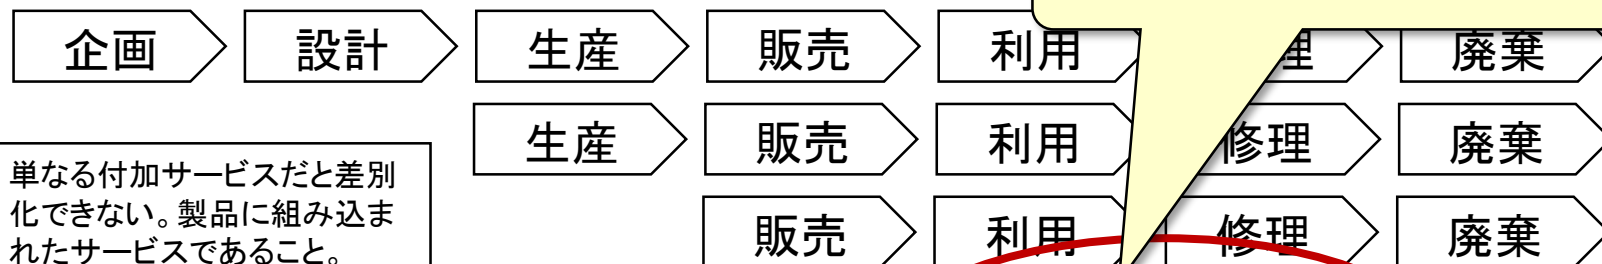 企画 設計 生産 販売 利用 理 廃棄
生産 販売 利用 修理 廃棄
単なる付加サービスだと差別
化できない。製品に組み込ま
れたサービスであること。
販売 利用 修理 廃棄